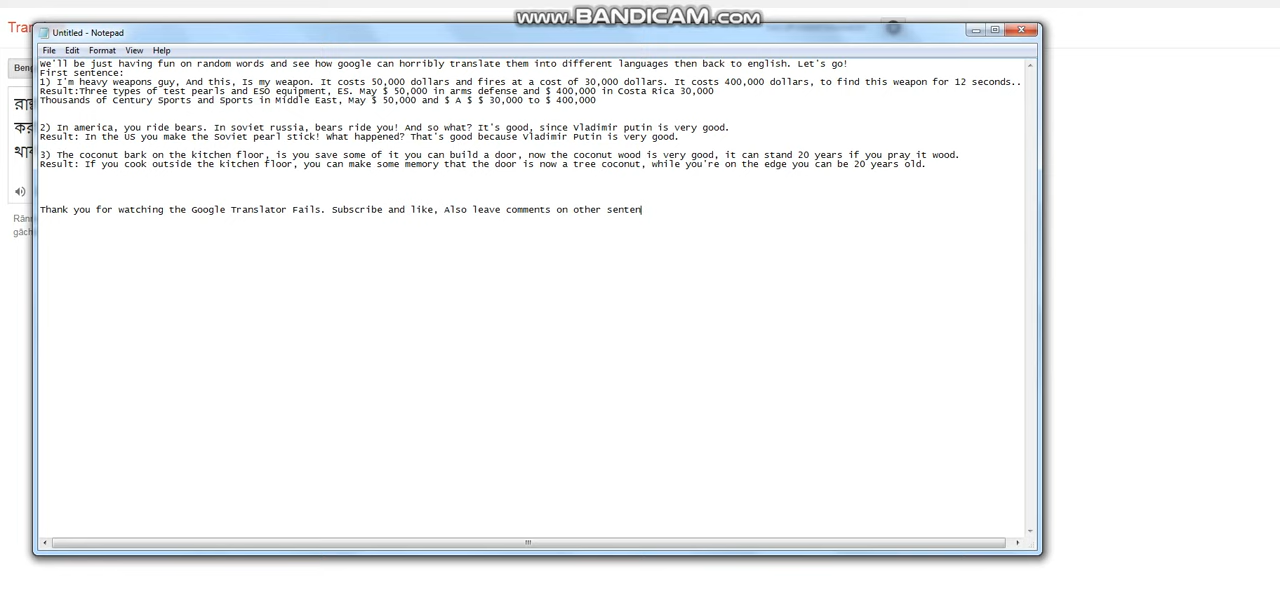 www.BANDICAM.com
Untitled - Notepad
File Edit Format View Help
We'll be just having fun on random words and see how google can horribly translate them into different languages then back to english. Let's go!
First sentence:
1) I'm heavy weapons guy, And this, Is my weapon. It costs 50,000 dollars and fires at a cost of 30,000 dollars. It costs 400,000 dollars, to find this weapon for 12 seconds..
Result:Three types of test pearls and ESO equipment, ES. May $ 50,000 in arms defense and $ 400,000 in Costa Rica 30,000
Thousands of Century Sports and Sports in Middle East, May $ 50,000 and $ A $ $ 30,000 to $ 400,000
2) In america, you ride bears. In soviet russia, bears ride you! And so what? It's good, since Vladimir putin is very good.
Result: In the US you make the Soviet pearl stick! What happened? That's good because Vladimir Putin is very good.
3) The coconut bark on the kitchen floor, is you save some of it you can build a door, now the coconut wood is very good, it can stand 20 years if you pray it wood.
Result: If you cook outside the kitchen floor, you can make some memory that the door is now a tree coconut, while you're on the edge you can be 20 years old.
Thank you for watching the Google Translator Fails. Subscribe and like, Also leave comments on other senten